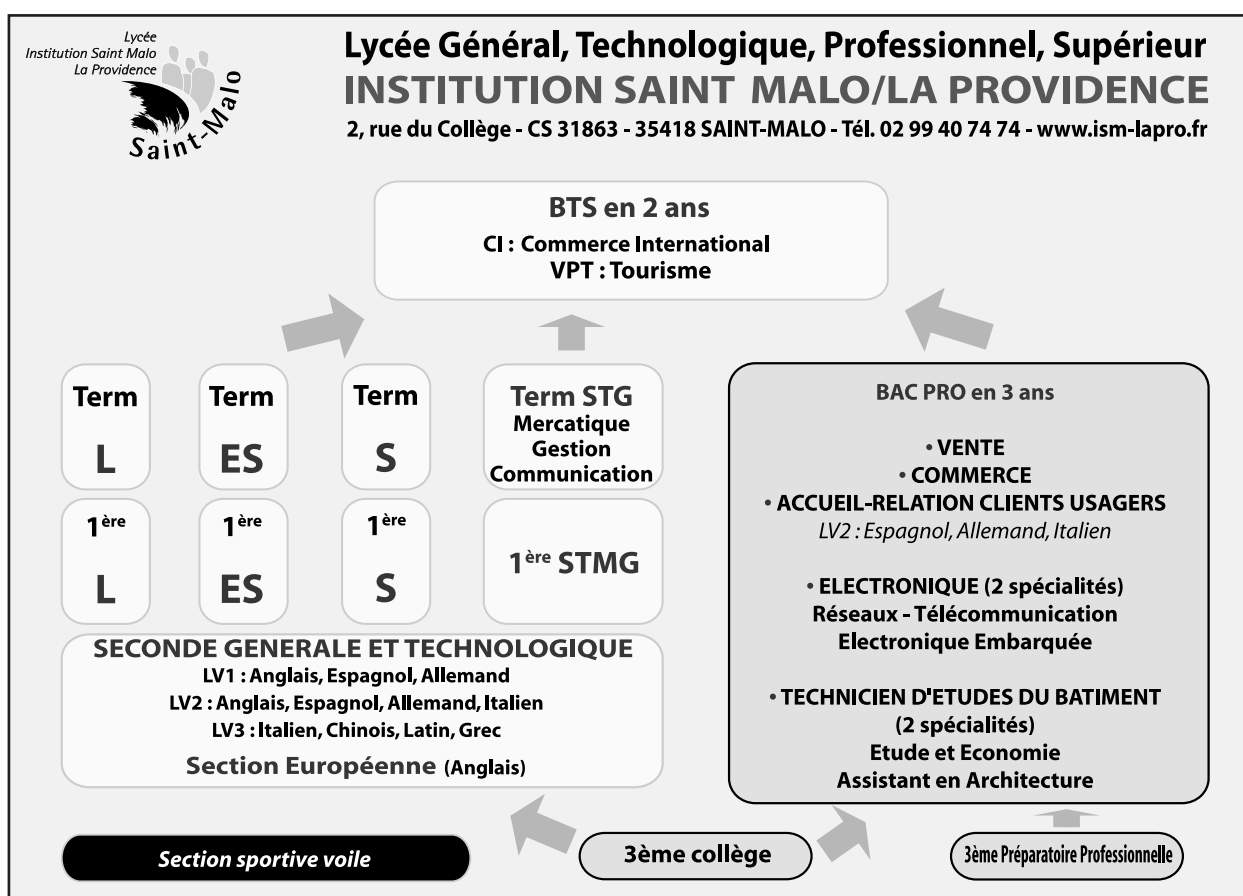 Lycée
Institution Saint Malo
La Providence
Saint-Malo
Lycée Général, Technologique, Professionnel, Supérieur
INSTITUTION SAINT MALO/LA PROVIDENCE
2, rue du Collège - CS 31863 - 35418 SAINT-MALO - Tél. 02 99 40 74 74 - www.ism-lapro.fr
BTS en 2 ans
CI : Commerce International
VPT : Tourisme
Term
L
Term
ES
Term
S
Term STG
Mercatique
Gestion
Communication
1ère
L
1ère
ES
1ère
S
1ère STMG
SECONDE GENERALE ET TECHNOLOGIQUE
LV1 : Anglais, Espagnol, Allemand
LV2 : Anglais, Espagnol, Allemand, Italien
LV3 : Italien, Chinois, Latin, Grec
Section Européenne (Anglais)
BAC PRO en 3 ans
• VENTE
• COMMERCE
• ACCUEIL-RELATION CLIENTS USAGERS
LV2 : Espagnol, Allemand, Italien
• ELECTRONIQUE (2 spécialités)
Réseaux - Télécommunication
Electronique Embarquée
• TECHNICIEN D'ETUDES DU BATIMENT
(2 spécialités)
Etude et Economie
Assistant en Architecture
Section sportive voile
3ème collège
3ème Préparatoire Professionnelle